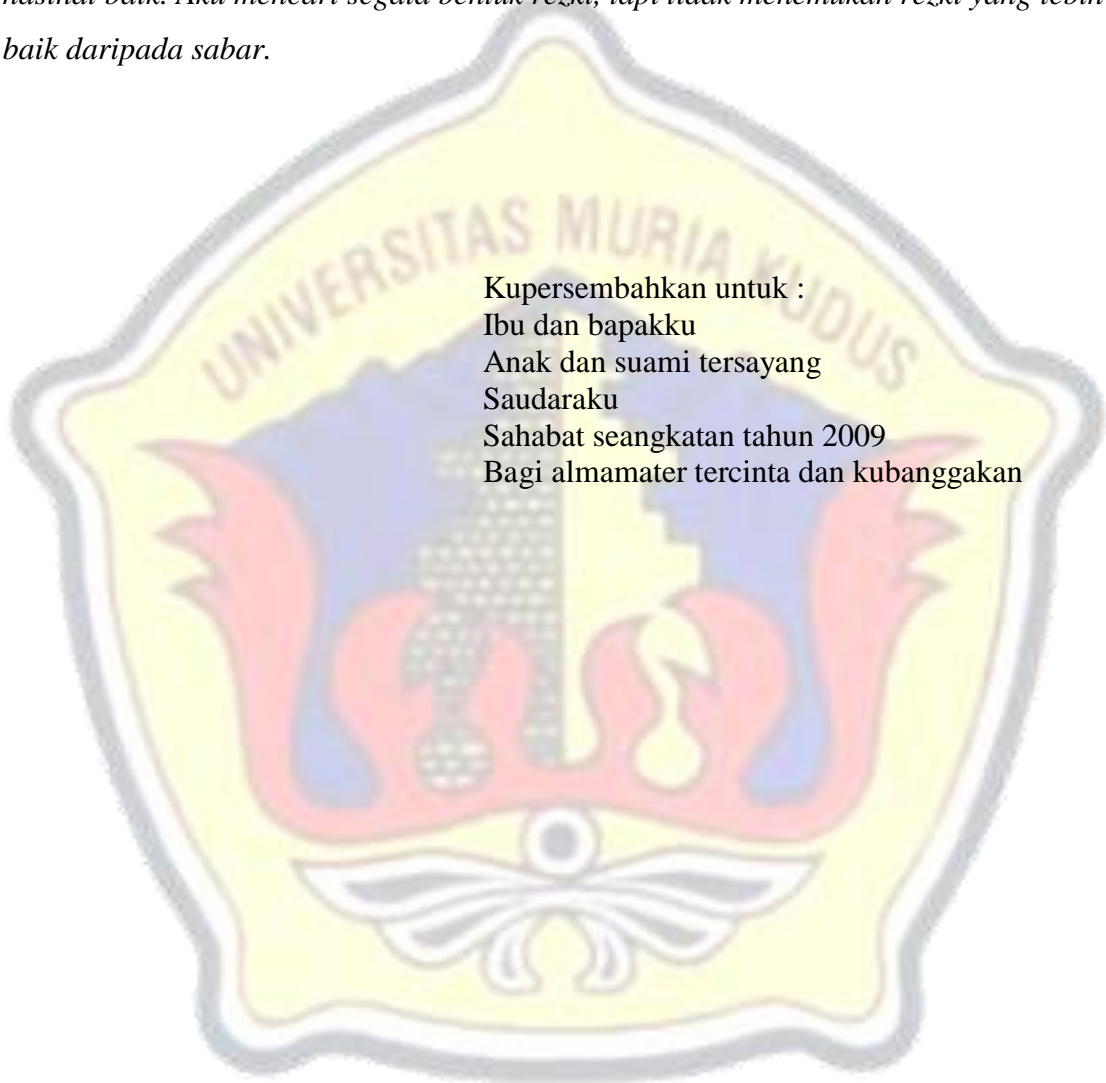 nasihat baik. Aku mencari segala bentuk rezki, tapi tidak menemukan rezki yang lebih
baik daripada sabar.
UNIVERSITAS MURIA KUDUS
Kupersembahkan untuk :
Ibu dan bapakku
Anak dan suami tersayang
Saudaraku
Sahabat seangkatan tahun 2009
Bagi almamater tercinta dan kubanggakan